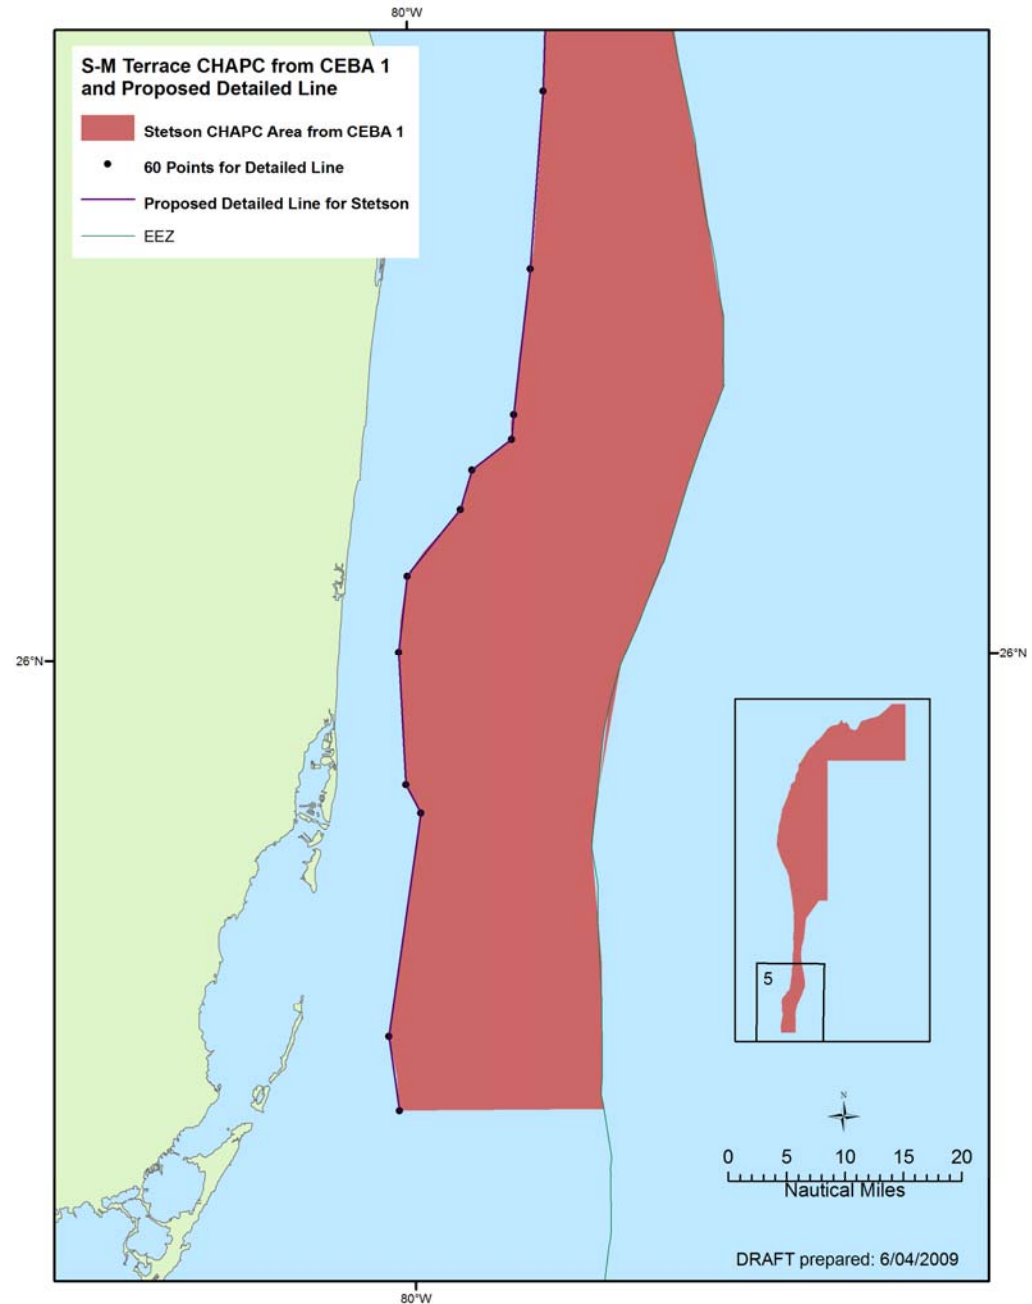 80°W
S-M Terrace CHAPC from CEBA 1
and Proposed Detailed Line
Stetson CHAPC Area from CEBA 1
60 Points for Detailed Line
Proposed Detailed Line for Stetson
EEZ
26°N
26°N
5
N
0 5 10 15 20
Nautical Miles
DRAFT prepared: 6/04/2009
80°W